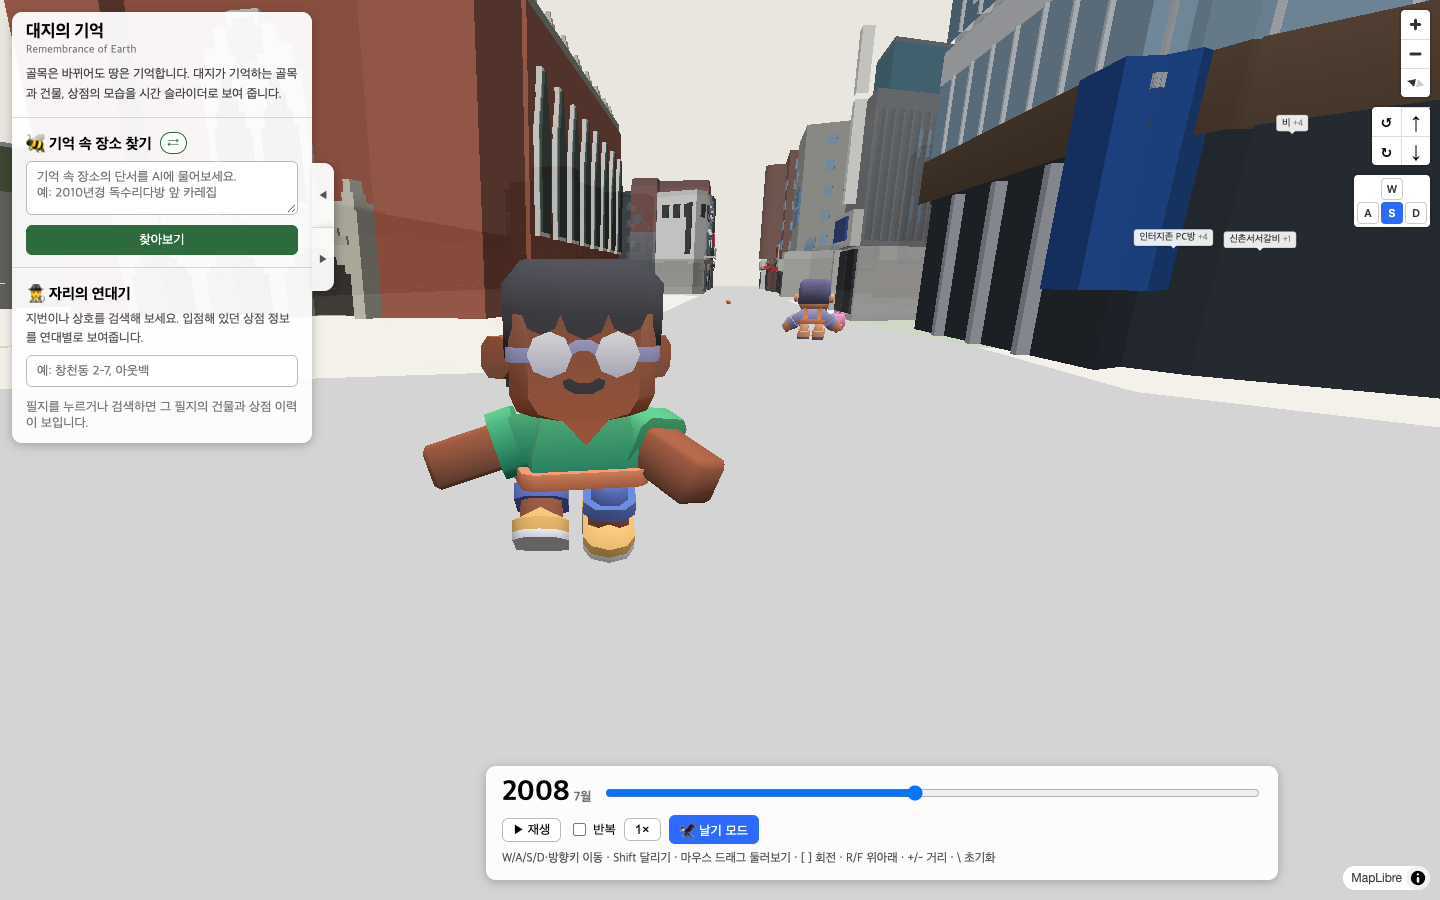 대지의 기억
Remembrance of Earth
골목은 바뀌어도 땅은 기억합니다. 대지가 기억하는 골목
과 건물, 상점의 모습을 시간 슬라이더로 보여 줍니다.
기억 속 장소 찾기
기억 속 장소의 단서를 AI에 물어보세요.
예: 2010년경 독수리다방 앞 카레집
찾아보기
자리의 연대기
지번이나 상호를 검색해 보세요. 입점해 있던 상점 정보
를 연대별로 보여줍니다.
예: 창천동 2-7, 아웃백
필지를 누르거나 검색하면 그 필지의 건물과 상점 이력
이 보입니다.
비 +4
인터지존 PC방 +4
신촌서서갈비 +1
W
A S D
2008 7월
▶ 재생
반복
1×
날기 모드
W/A/S/D·방향키 이동 · Shift 달리기 · 마우스 드래그 둘러보기 · [ ] 회전 · R/F 위아래 · +/- 거리 · \ 초기화
MapLibre